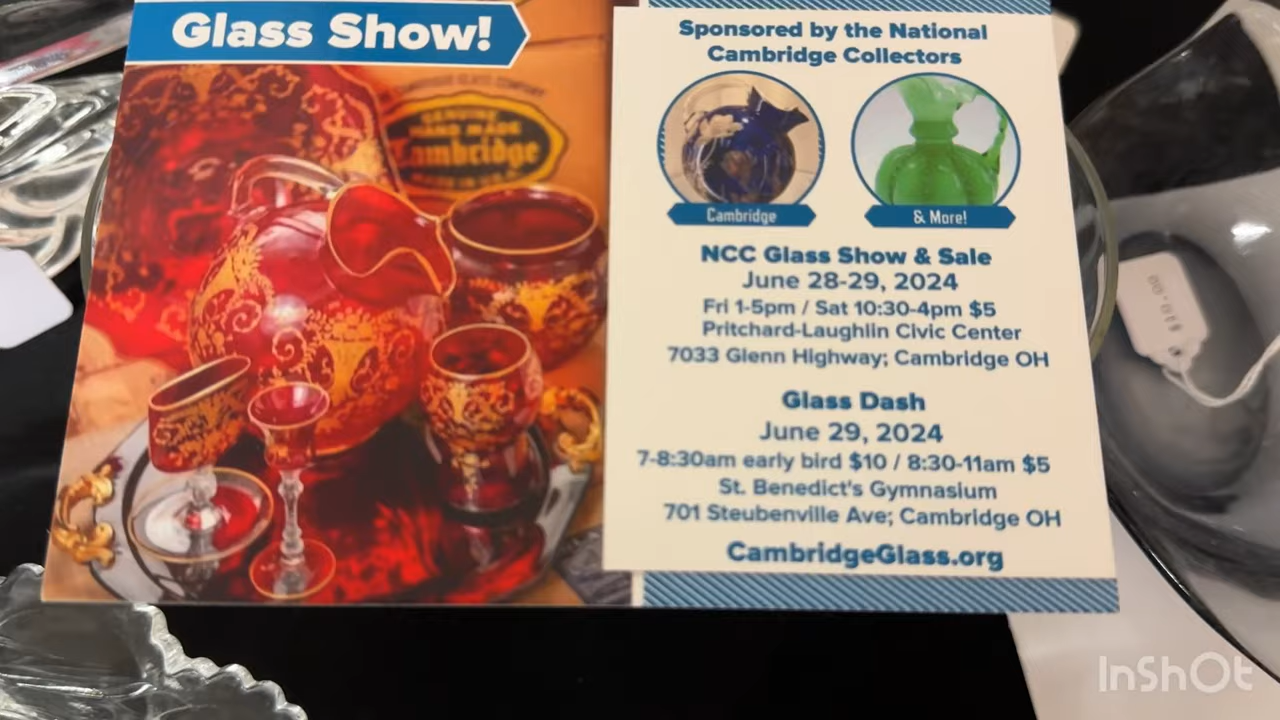 Glass Show!
GENUINE
HAND MADE
Cambridge
Sponsored by the National
Cambridge Collectors
Cambridge
& More!
NCC Glass Show & Sale
June 28-29, 2024
Fri 1-5pm / Sat 10:30-4pm $5
Pritchard-Laughlin Civic Center
7033 Glenn Highway; Cambridge OH
Glass Dash
June 29, 2024
7-8:30am early bird $10 / 8:30-11am $5
St. Benedict's Gymnasium
701 Steubenville Ave; Cambridge OH
CambridgeGlass.org
InShOt